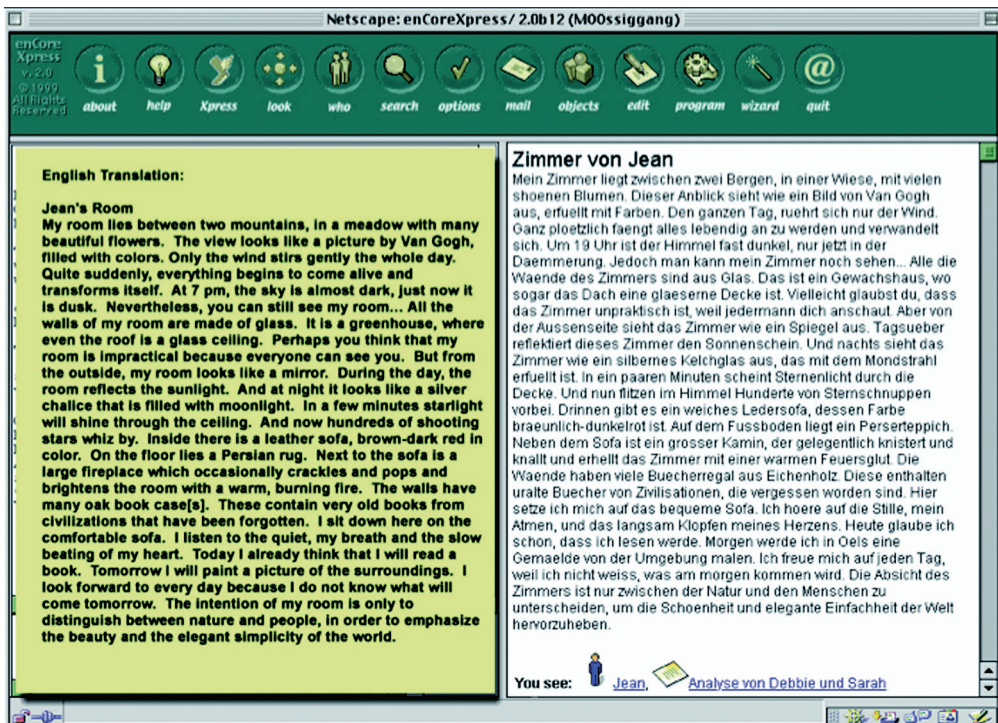 Netscape: enCoreXpress/ 2.0b12 (MOOssiggang)
enCore
Xpress
v. 2.0
© 1999
All Rights
Reserved
about help Xpress look who search options mail objects edit program wizard quit
English Translation:
Jean's Room
My room lies between two mountains, in a meadow with many
beautiful flowers. The view looks like a picture by Van Gogh,
filled with colors. Only the wind stirs gently the whole day.
Quite suddenly, everything begins to come alive and
transforms itself. At 7 pm, the sky is almost dark, just now it
is dusk. Nevertheless, you can still see my room... All the
walls of my room are made of glass. It is a greenhouse, where
even the roof is a glass ceiling. Perhaps you think that my
room is impractical because everyone can see you. But from
the outside, my room looks like a mirror. During the day, the
room reflects the sunlight. And at night it looks like a silver
chalice that is filled with moonlight. In a few minutes starlight
will shine through the ceiling. And now hundreds of shooting
stars whiz by. Inside there is a leather sofa, brown-dark red in
color. On the floor lies a Persian rug. Next to the sofa is a
large fireplace which occasionally crackles and pops and
brightens the room with a warm, burning fire. The walls have
many oak book case[s]. These contain very old books from
civilizations that have been forgotten. I sit down here on the
comfortable sofa. I listen to the quiet, my breath and the slow
beating of my heart. Today I already think that I will read a
book. Tomorrow I will paint a picture of the surroundings. I
look forward to every day because I do not know what will
come tomorrow. The intention of my room is only to
distinguish between nature and people, in order to emphasize
the beauty and the elegant simplicity of the world.
Zimmer von Jean
Mein Zimmer liegt zwischen zwei Bergen, in einer Wiese, mit vielen
shoenen Blumen. Dieser Anblick sieht wie ein Bild von Van Gogh
aus, erfuellt mit Farben. Den ganzen Tag, ruehrt sich nur der Wind.
Ganz ploetzlich faengt alles lebendig an zu werden und verwandelt
sich. Um 19 Uhr ist der Himmel fast dunkel, nur jetzt in der
Daemmerung. Jedoch man kann mein Zimmer noch sehen... Alle die
Waende des Zimmers sind aus Glas. Das ist ein Gewachshaus, wo
sogar das Dach eine glaeserne Decke ist. Vielleicht glaubst du, dass
das Zimmer unpraktisch ist, weil jedermann dich anschaut. Aber von
der Aussenseite sieht das Zimmer wie ein Spiegel aus. Tagsueber
reflektiert dieses Zimmer den Sonnenschein. Und nachts sieht das
Zimmer wie ein silbernes Kelchglas aus, das mit dem Mondstrahl
erfuellt ist. In ein paaren Minuten scheint Sternenlicht durch die
Decke. Und nun flitzen im Himmel Hunderte von Sternschnuppen
vorbei. Drinnen gibt es ein weiches Ledersofa, dessen Farbe
braeunlich-dunkelrot ist. Auf dem Fussboden liegt ein Perserteppich.
Neben dem Sofa ist ein grosser Kamin, der gelegentlich knistert und
knallt und erhellt das Zimmer mit einer warmen Feuersglut. Die
Waende haben viele Buecherregal aus Eichenholz. Diese enthalten
uralte Buecher von Zivilisationen, die vergessen worden sind. Hier
setze ich mich auf das bequeme Sofa. Ich hoere auf die Stille, mein
Atmen, und das langsam Klopfen meines Herzens. Heute glaube ich
schon, dass ich lesen werde. Morgen werde ich in Oels eine
Gemaelde von der Umgebung malen. Ich freue mich auf jeden Tag,
weil ich nicht weiss, was am morgen kommen wird. Die Absicht des
Zimmers ist nur zwischen der Natur und den Menschen zu
unterscheiden, um die Schoenheit und elegante Einfachheit der Welt
hervorzuheben.
You see: Jean, Analyse von Debbie und Sarah